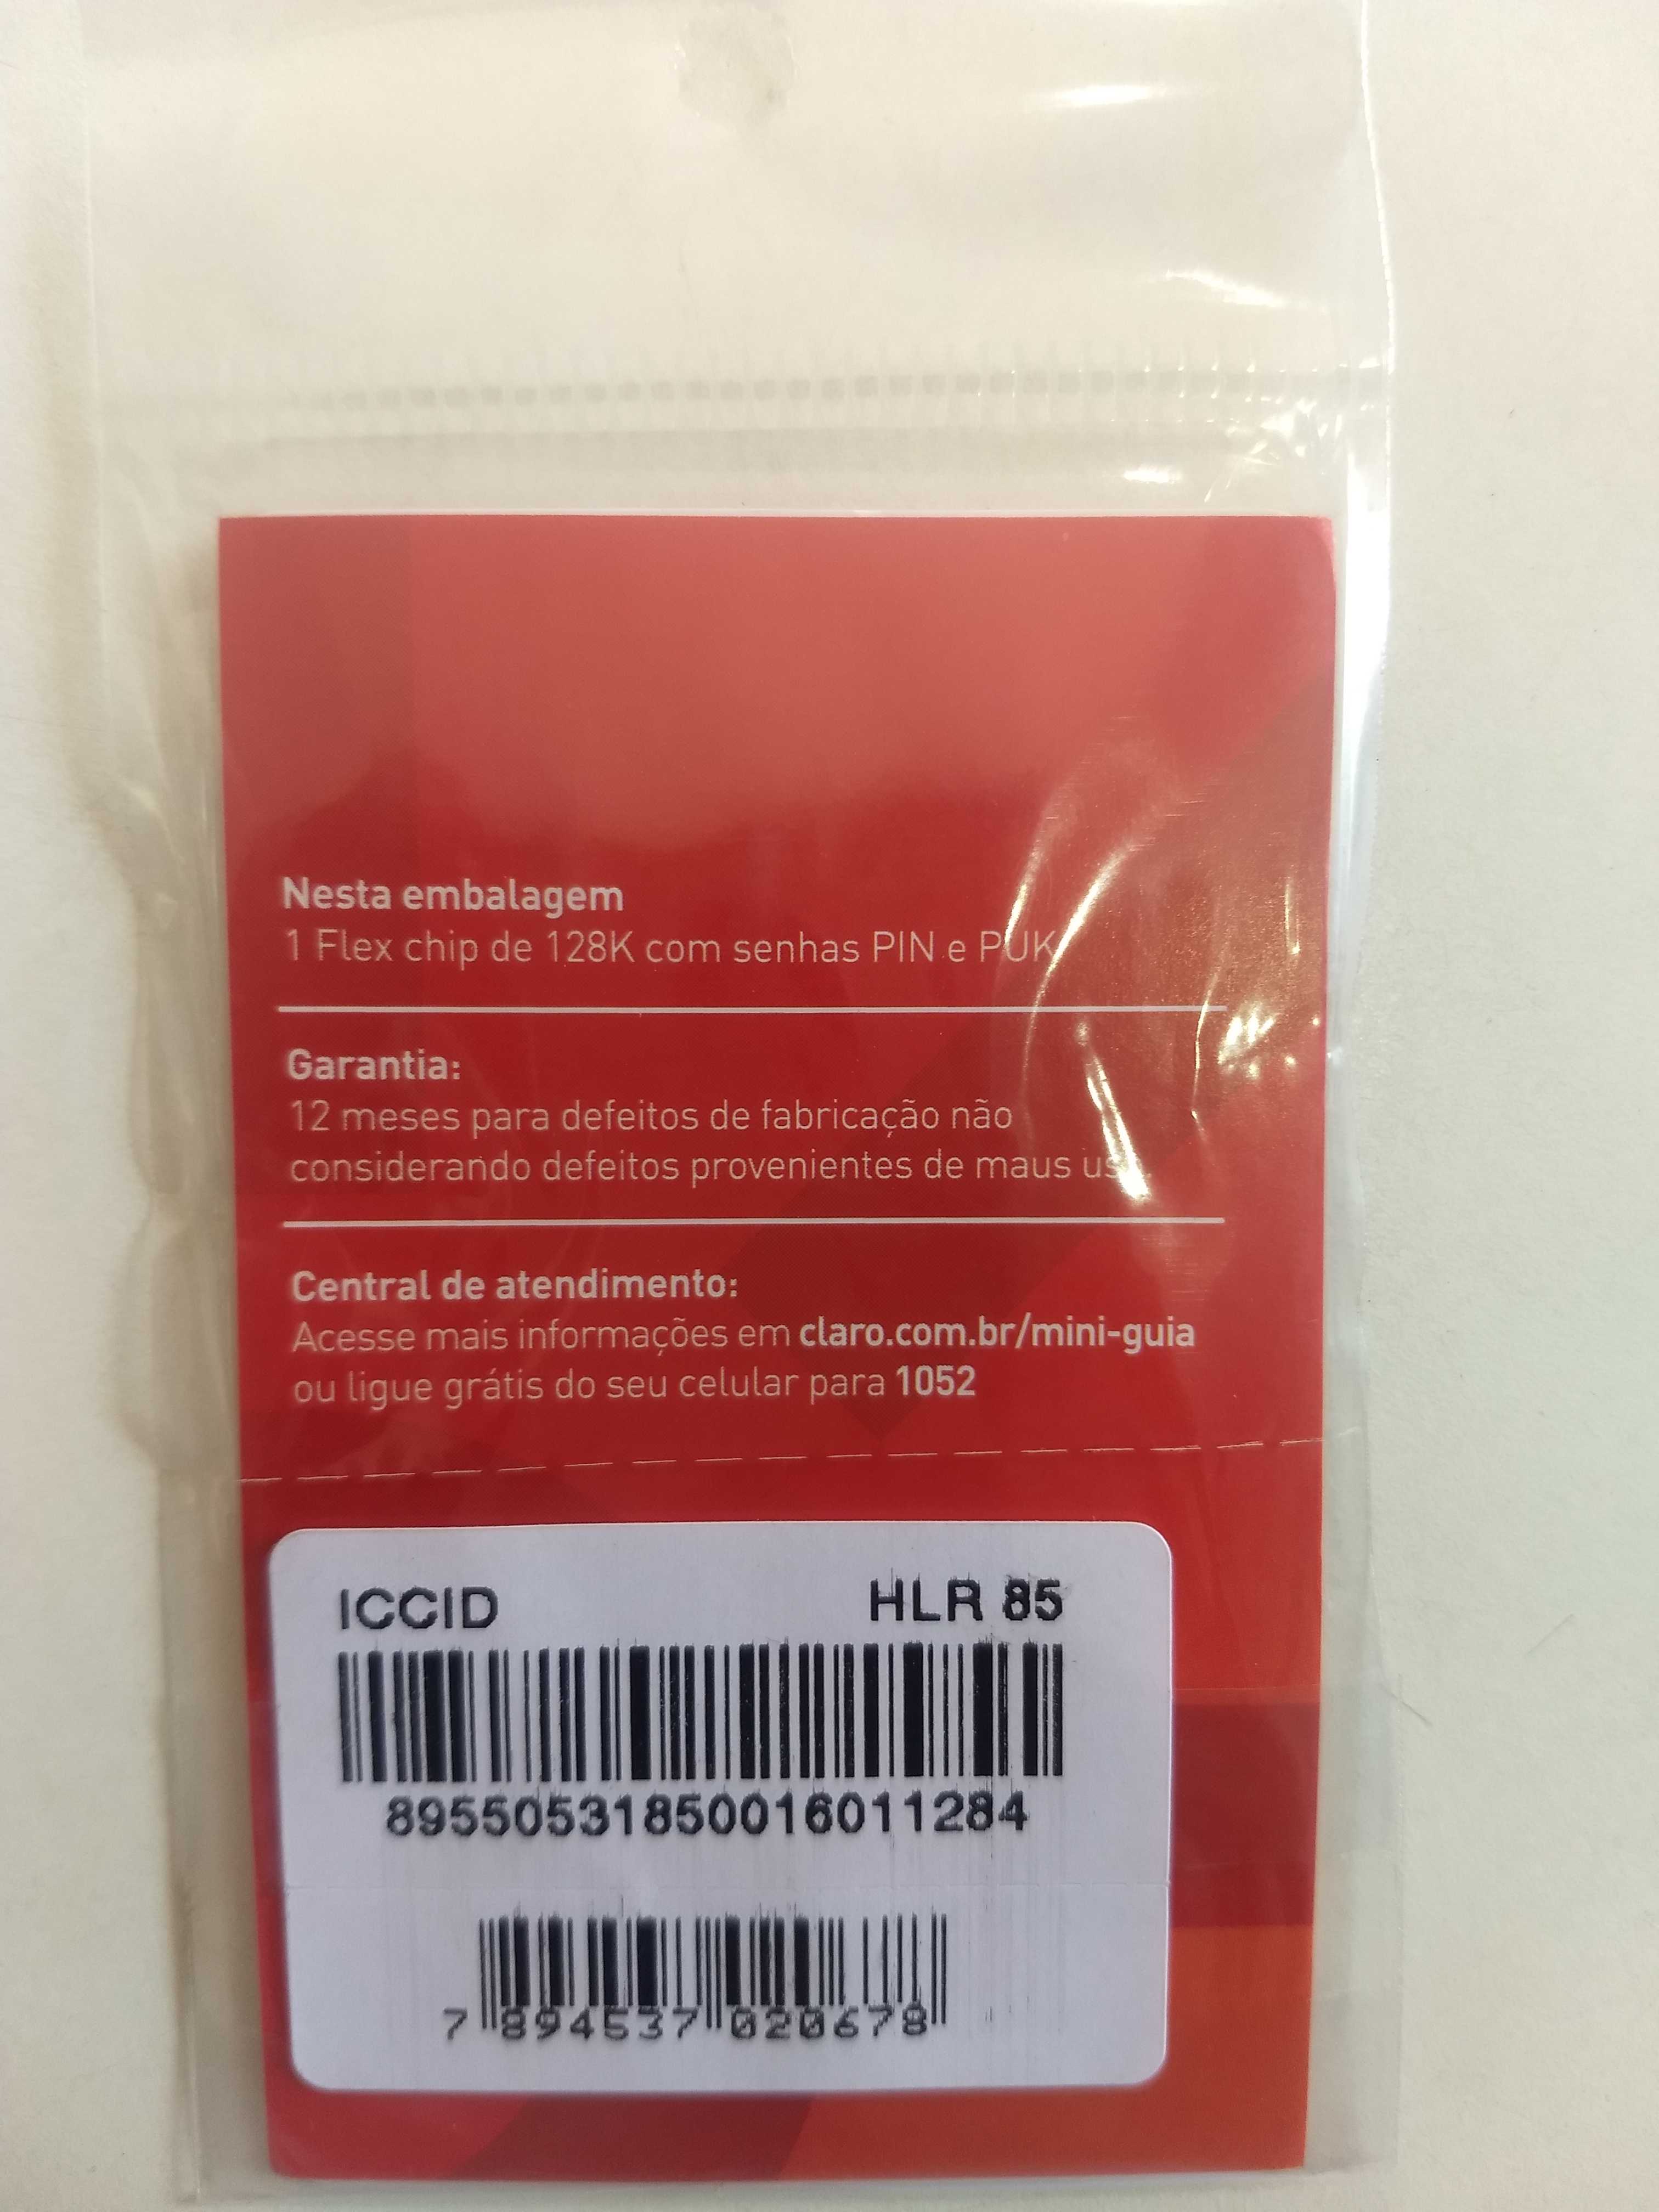 Nesta embalagem
1 Flex chip de 128K com senhas PIN e PUK
Garantia:
12 meses para defeitos de fabricação não
considerando defeitos provenientes de maus
Central de atendimento:
Acesse mais informações em claro.com.br/mini-guia
ou ligue grátis do seu celular para 1052
ICCID HLR 85
89550531850016011284
7 894537 020678